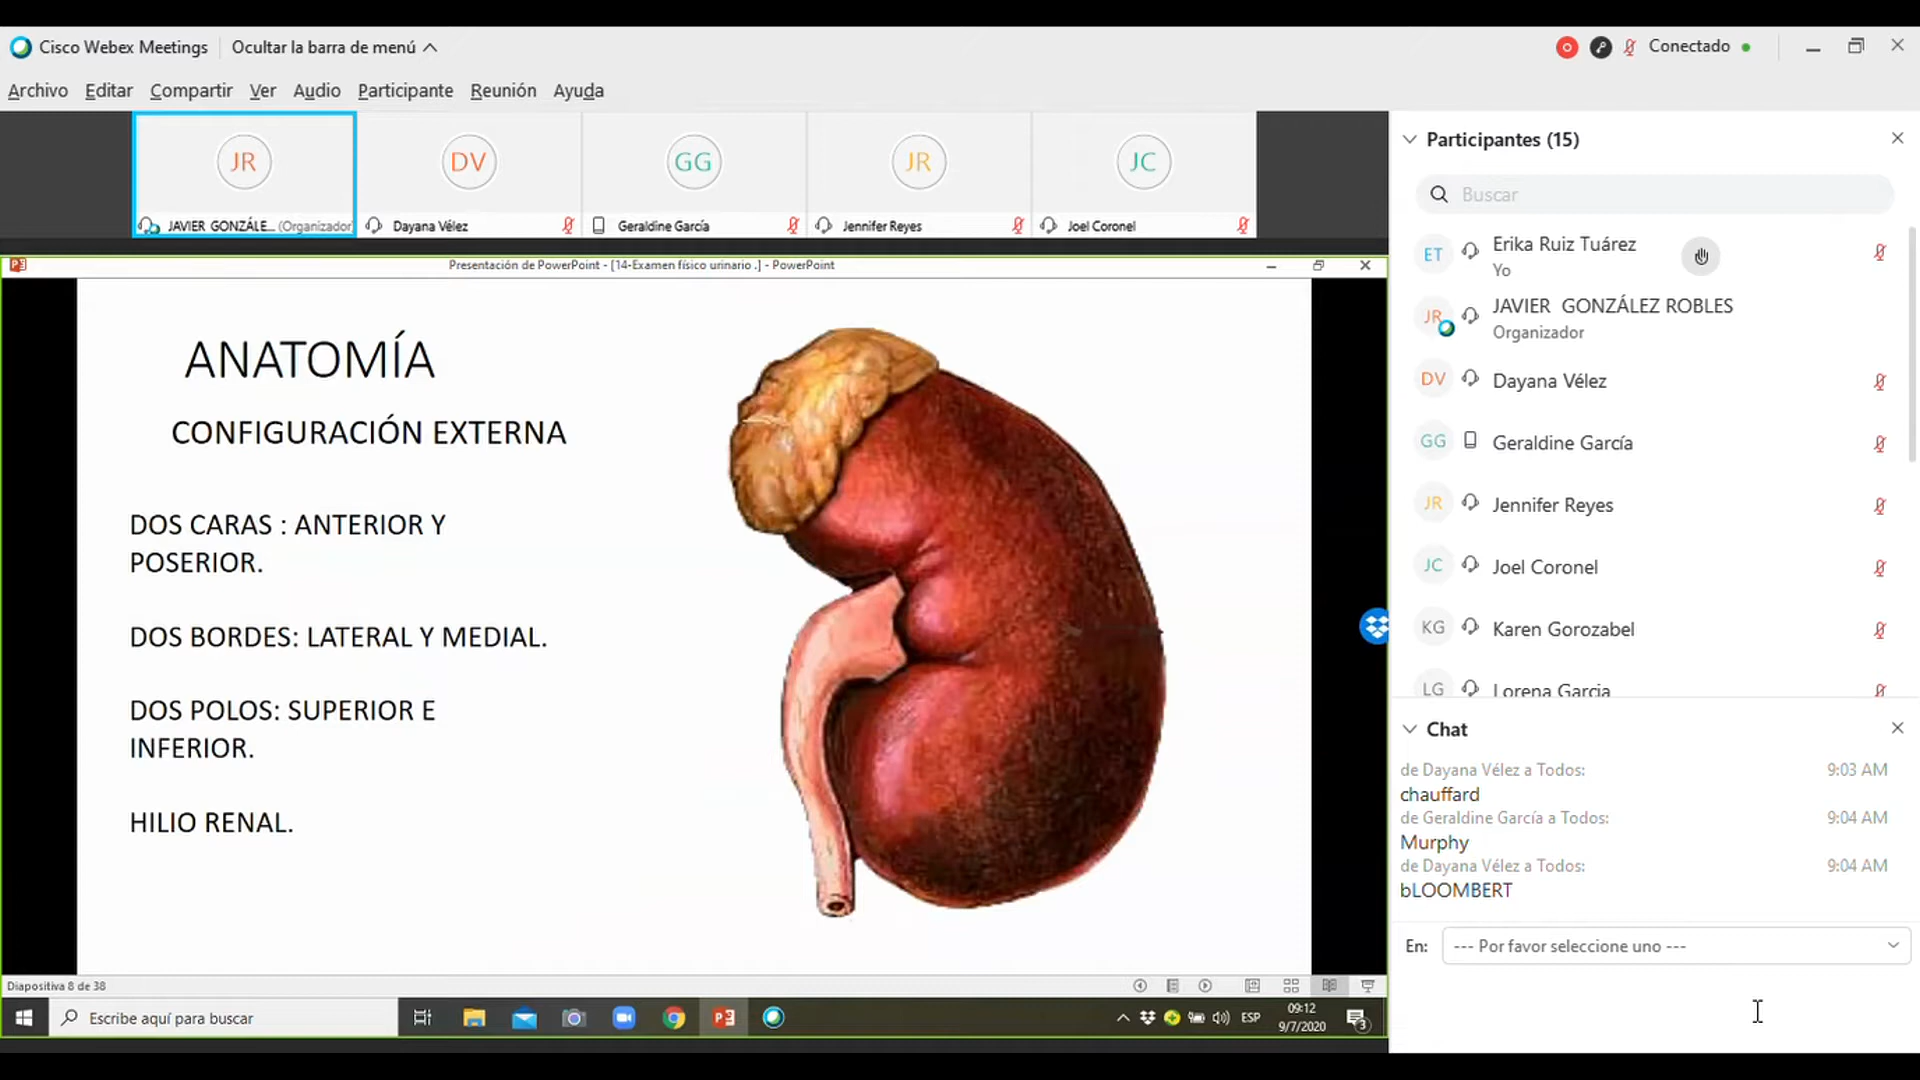 Cisco Webex Meetings
Ocultar la barra de menú
Conectado
Archivo Editar Compartir Ver Audio Participante Reunión Ayuda
JR
JAVIER GONZÁLE... (Organizador)
DV
Dayana Vélez
GG
Geraldine García
JR
Jennifer Reyes
JC
Joel Coronel
Presentación de PowerPoint - [14-Examen físico urinario .] - PowerPoint
ANATOMÍA
CONFIGURACIÓN EXTERNA
DOS CARAS : ANTERIOR Y
POSERIOR.
DOS BORDES: LATERAL Y MEDIAL.
DOS POLOS: SUPERIOR E
INFERIOR.
HILIO RENAL.
Diapositiva 8 de 38
Escribe aquí para buscar
ESP
09:12
9/7/2020
3
Participantes (15)
Buscar
ET
Erika Ruiz Tuárez
Yo
JR
JAVIER GONZÁLEZ ROBLES
Organizador
DV
Dayana Vélez
GG
Geraldine García
JR
Jennifer Reyes
JC
Joel Coronel
KG
Karen Gorozabel
LG
Lorena Garcia
Chat
de Dayana Vélez a Todos: 9:03 AM
chauffard
de Geraldine García a Todos: 9:04 AM
Murphy
de Dayana Vélez a Todos: 9:04 AM
bLOOMBERT
En: --- Por favor seleccione uno ---